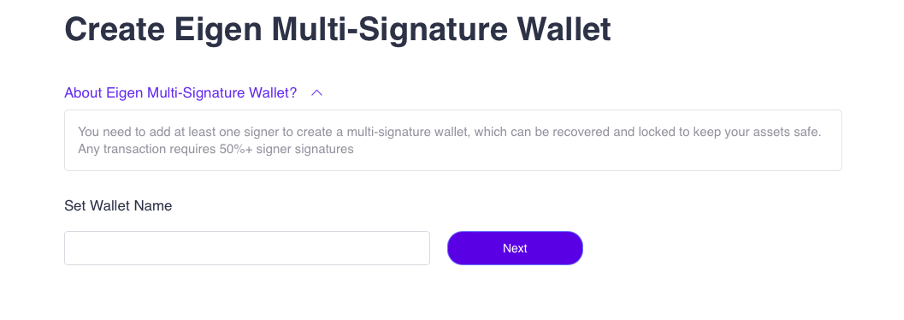 Create Eigen Multi-Signature Wallet
About Eigen Multi-Signature Wallet?
You need to add at least one signer to create a multi-signature wallet, which can be recovered and locked to keep your assets safe.
Any transaction requires 50%+ signer signatures
Set Wallet Name
Next